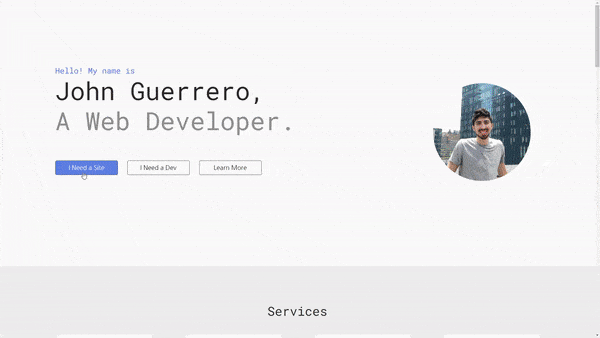 Hello! My name is
John Guerrero,
A Web Developer.
I Need a Site
I Need a Dev
Learn More
Services